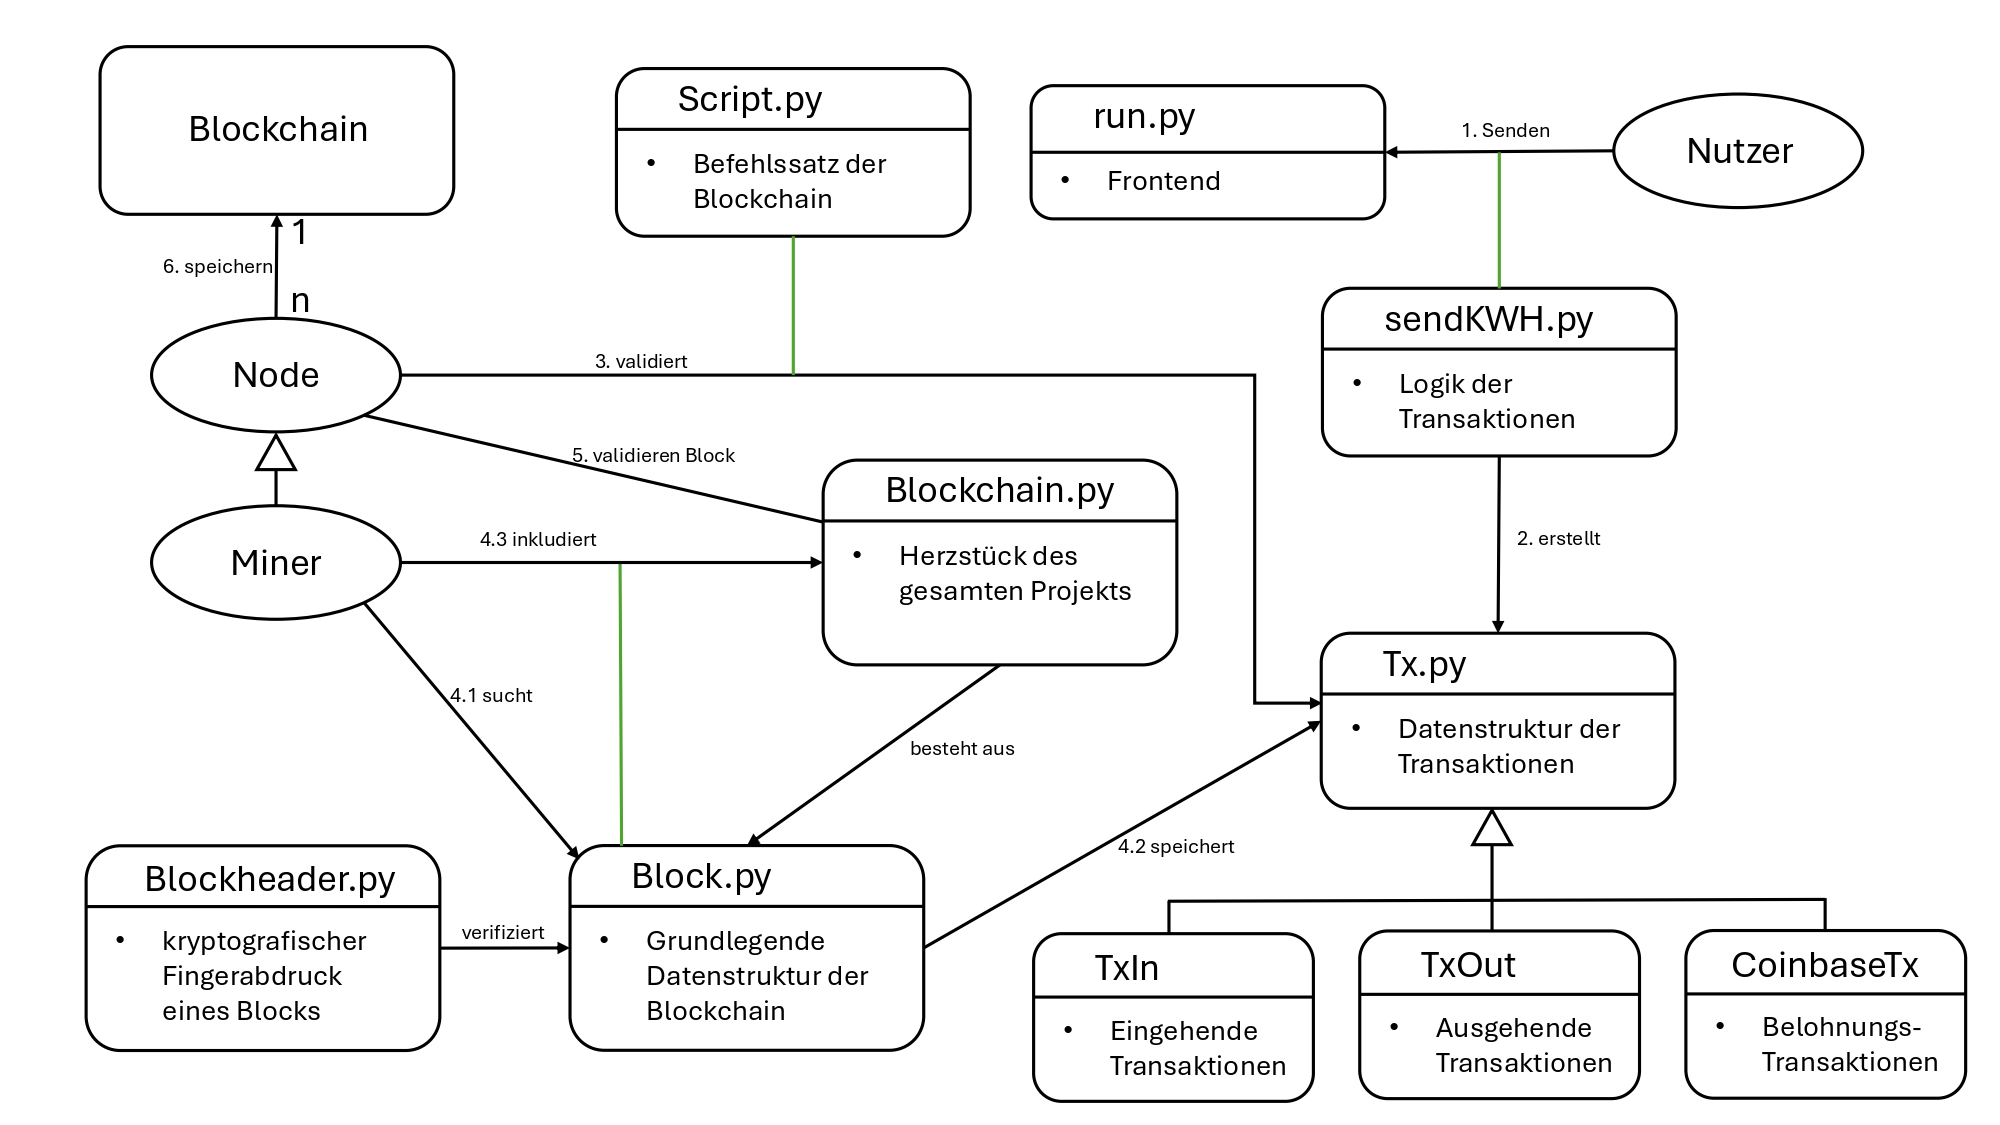 Blockchain
Script.py
• Befehlssatz der
Blockchain
run.py
• Frontend
1. Senden
Nutzer
1
6. speichern
n
Node
3. validiert
sendKWH.py
• Logik der
Transaktionen
5. validieren Block
Blockchain.py
• Herzstück des
gesamten Projekts
Miner
4.3 inkludiert
2. erstellt
4.1 sucht
besteht aus
Tx.py
• Datenstruktur der
Transaktionen
4.2 speichert
Blockheader.py
• kryptografischer
Fingerabdruck
eines Blocks
verifiziert
Block.py
• Grundlegende
Datenstruktur der
Blockchain
TxIn
• Eingehende
Transaktionen
TxOut
• Ausgehende
Transaktionen
CoinbaseTx
• Belohnungs-
Transaktionen